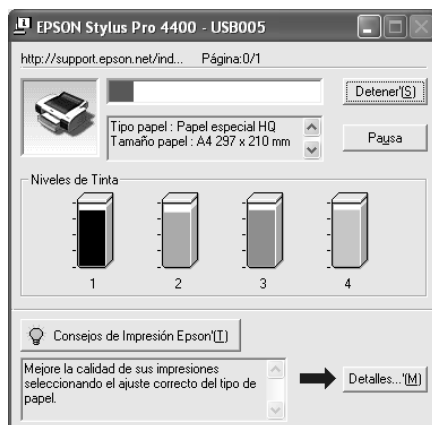 EPSON Stylus Pro 4400 - USB005
http://support.epson.net/ind... Página:0/1
Detener'(S)
Tipo papel : Papel especial HQ
Tamaño papel : A4 297 x 210 mm
Pausa
Niveles de Tinta
1 2 3 4
Consejos de Impresión Epson'(T)
Mejore la calidad de sus impresiones
seleccionando el ajuste correcto del tipo de
papel.
Detalles...'(M)